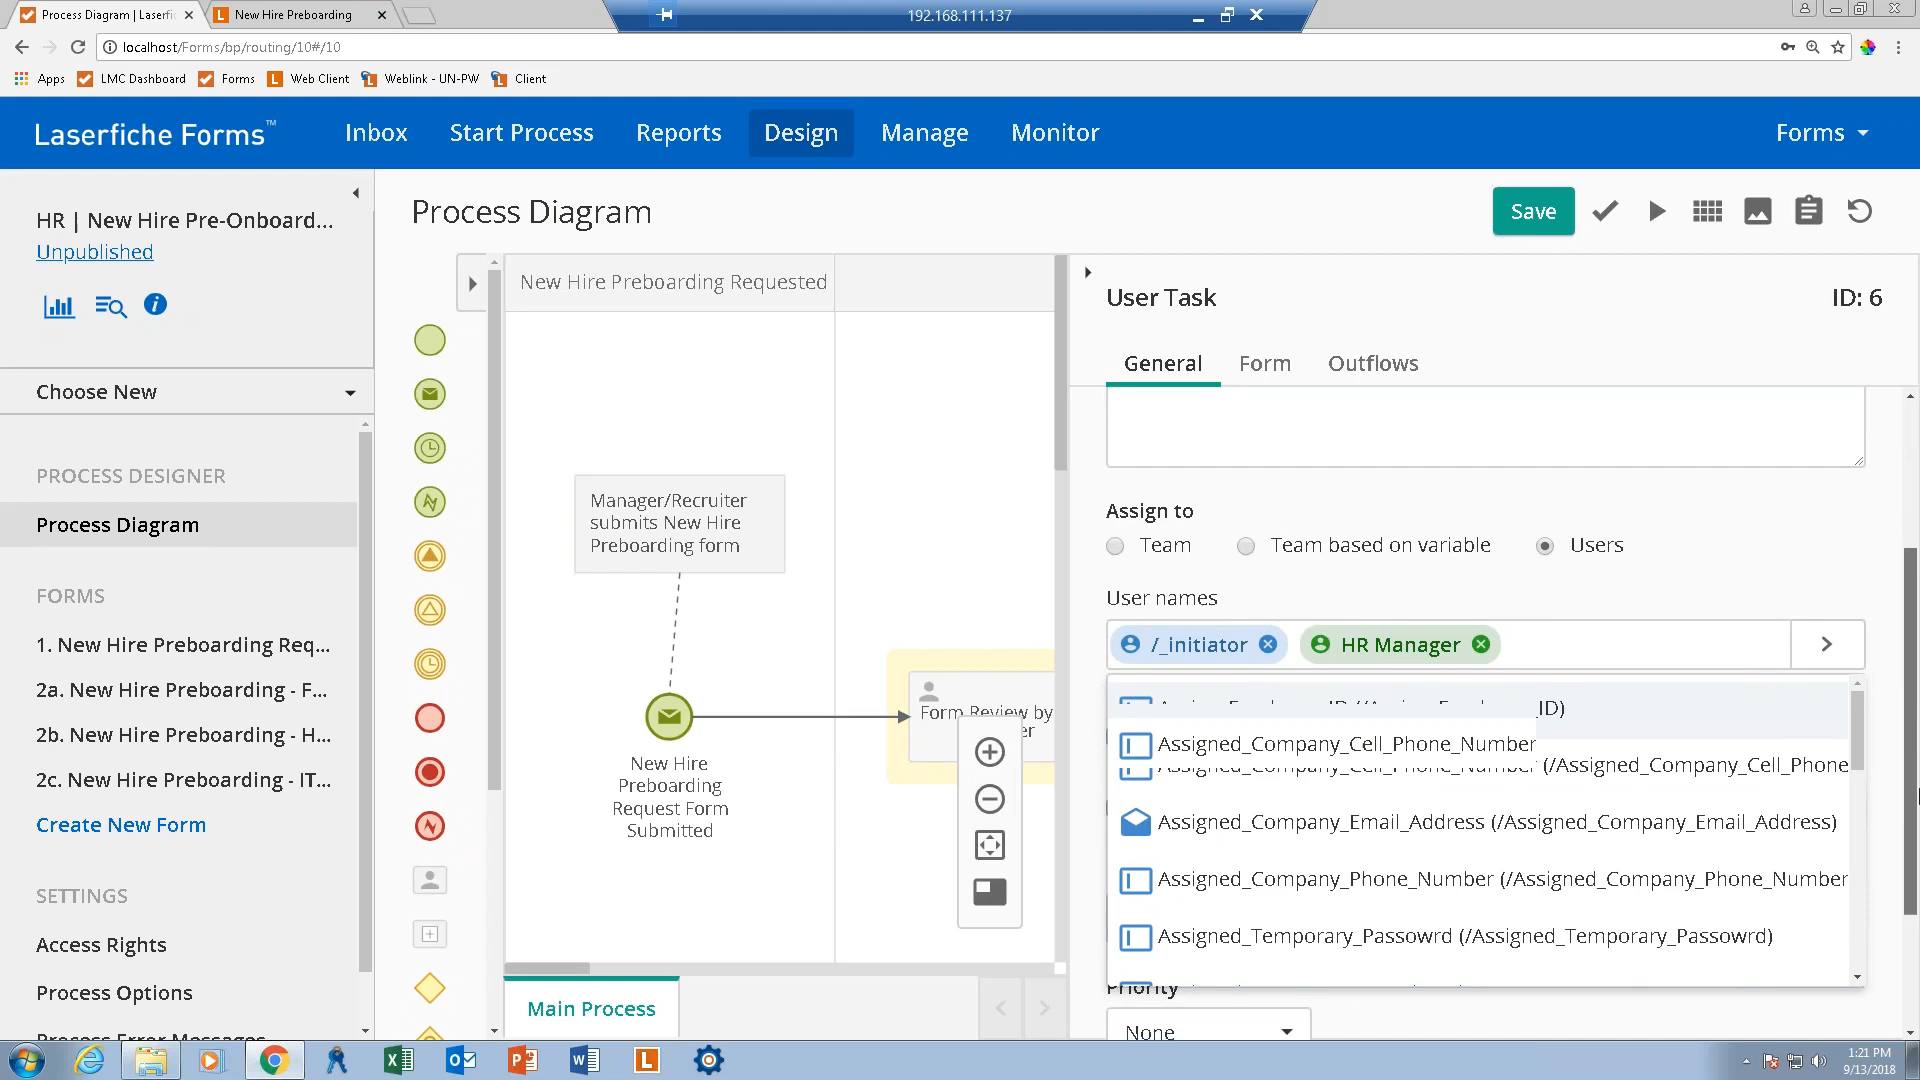 Process Diagram | Laserfic
New Hire Preboarding
192.168.111.137
localhost/Forms/bp/routing/10#/10
Apps
LMC Dashboard
Forms
Web Client
Weblink - UN-PW
Client
Laserfiche Forms™
Inbox
Start Process
Reports
Design
Manage
Monitor
Forms
HR | New Hire Pre-Onboard...
Unpublished
Choose New
PROCESS DESIGNER
Process Diagram
FORMS
1. New Hire Preboarding Req...
2a. New Hire Preboarding - F...
2b. New Hire Preboarding - H...
2c. New Hire Preboarding - IT...
Create New Form
SETTINGS
Access Rights
Process Options
Process Error Messages
Process Diagram
Save
New Hire Preboarding Requested
Manager/Recruiter
submits New Hire
Preboarding form
New Hire
Preboarding
Request Form
Submitted
Form Review by
er
Main Process
User Task
ID: 6
General
Form
Outflows
Assign to
Team
Team based on variable
Users
User names
/_initiator
HR Manager
ID)
Assigned_Company_Cell_Phone_Number
(/Assigned_Company_Cell_Phone
Assigned_Company_Email_Address (/Assigned_Company_Email_Address)
Assigned_Company_Phone_Number (/Assigned_Company_Phone_Number
Assigned_Temporary_Passowrd (/Assigned_Temporary_Passowrd)
Priority
None
1:21 PM
9/13/2018